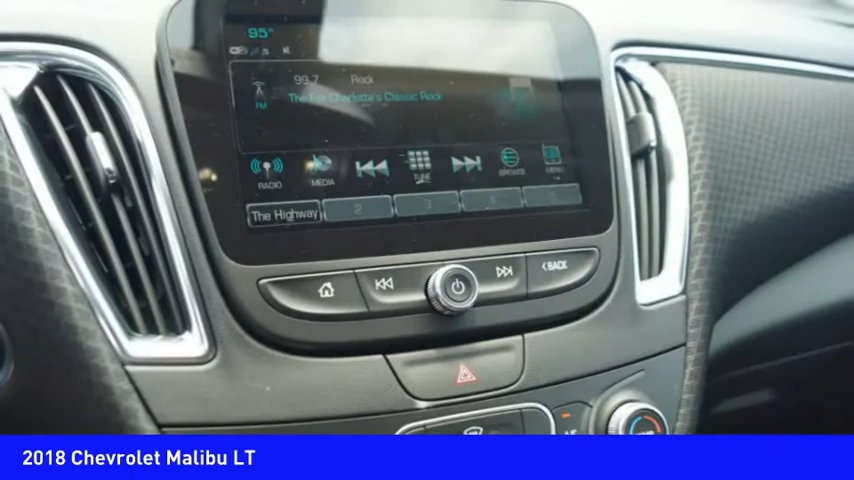 95°
99.7 Rock
The Fox Charlotte's Classic Rock
FM
RADIO MEDIA TUNE BROWSE MENU
The Highway 2 3
BACK
2018 Chevrolet Malibu LT